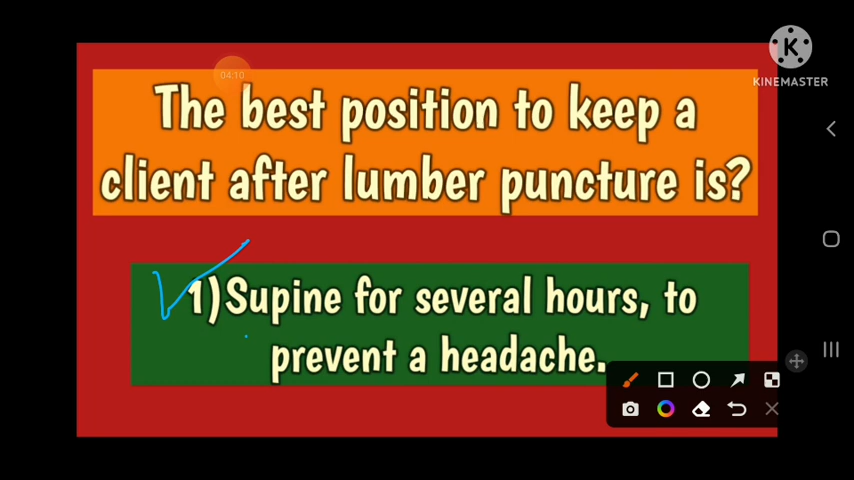 04:10
KINEMASTER
The best position to keep a
client after lumber puncture is?
1)Supine for several hours, to
prevent a headache.